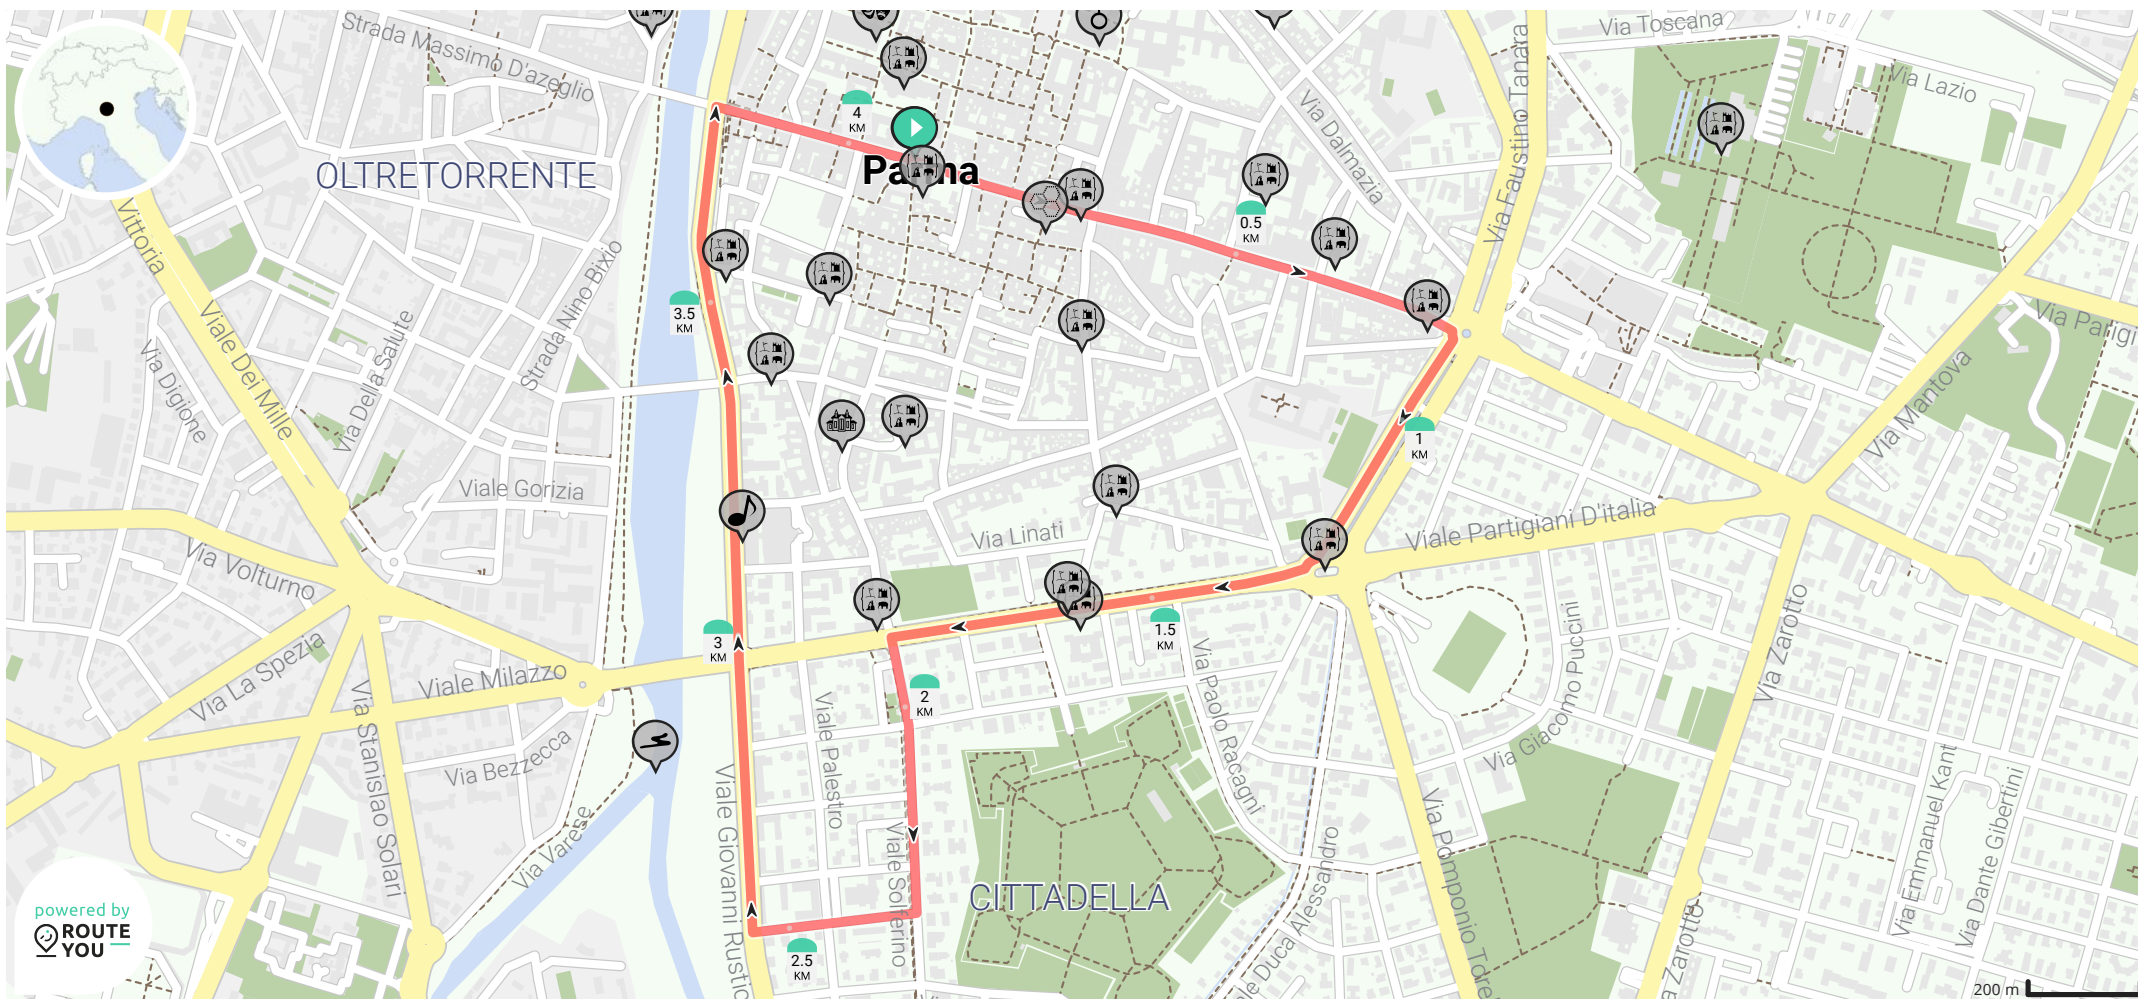 Strada Massimo D'azeglio
Via Toscana
Via Lazio
Via Faustino Tanara
Via Dalmazia
4
KM
OLTRETORRENTE
0.5
KM
Vittoria
Strada Nino Bixio
3.5
KM
Via Parigi
Viale Dei Mille
Via Della Salute
Via Digione
Via Mantova
1
KM
Viale Gorizia
Via Linati
Viale Partigiani D'italia
Via Volturno
1.5
KM
3
KM
Via La Spezia
Viale Milazzo
Via Paolo Racagni
Via Giacomo Puccini
Via Zarotto
2
KM
Via Stanislao Solari
Via Bezzecca
Viale Palestro
Viale Giovanni Rustic
Via Varese
Viale Solferino
CITTADELLA
Via Pomponio Torre
Via Emmanuel Kant
Via Dante Gibertini
ale Duca Alessandro
a Zarotto
2.5
KM
powered by
ROUTE
YOU
200 m